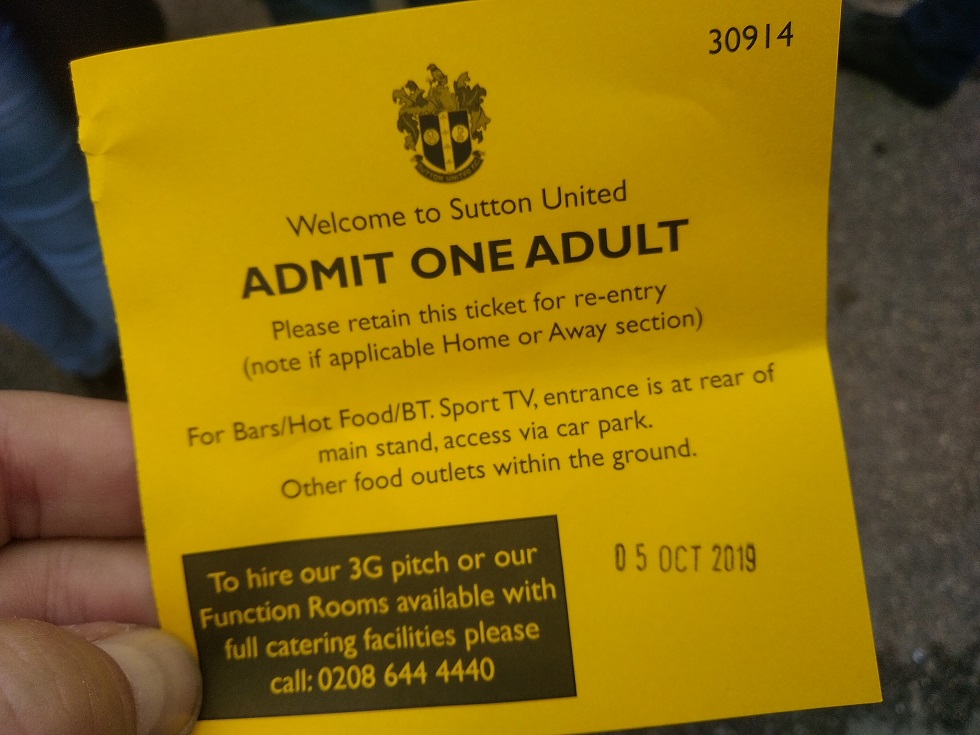 30914
SUTTON UNITED F.C.
Welcome to Sutton United
ADMIT ONE ADULT
Please retain this ticket for re-entry
(note if applicable Home or Away section)
For Bars/Hot Food/BT. Sport TV, entrance is at rear of
main stand, access via car park.
Other food outlets within the ground.
To hire our 3G pitch or our
Function Rooms available with
full catering facilities please
call: 0208 644 4440
05 OCT 2019